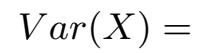 Var(X) =